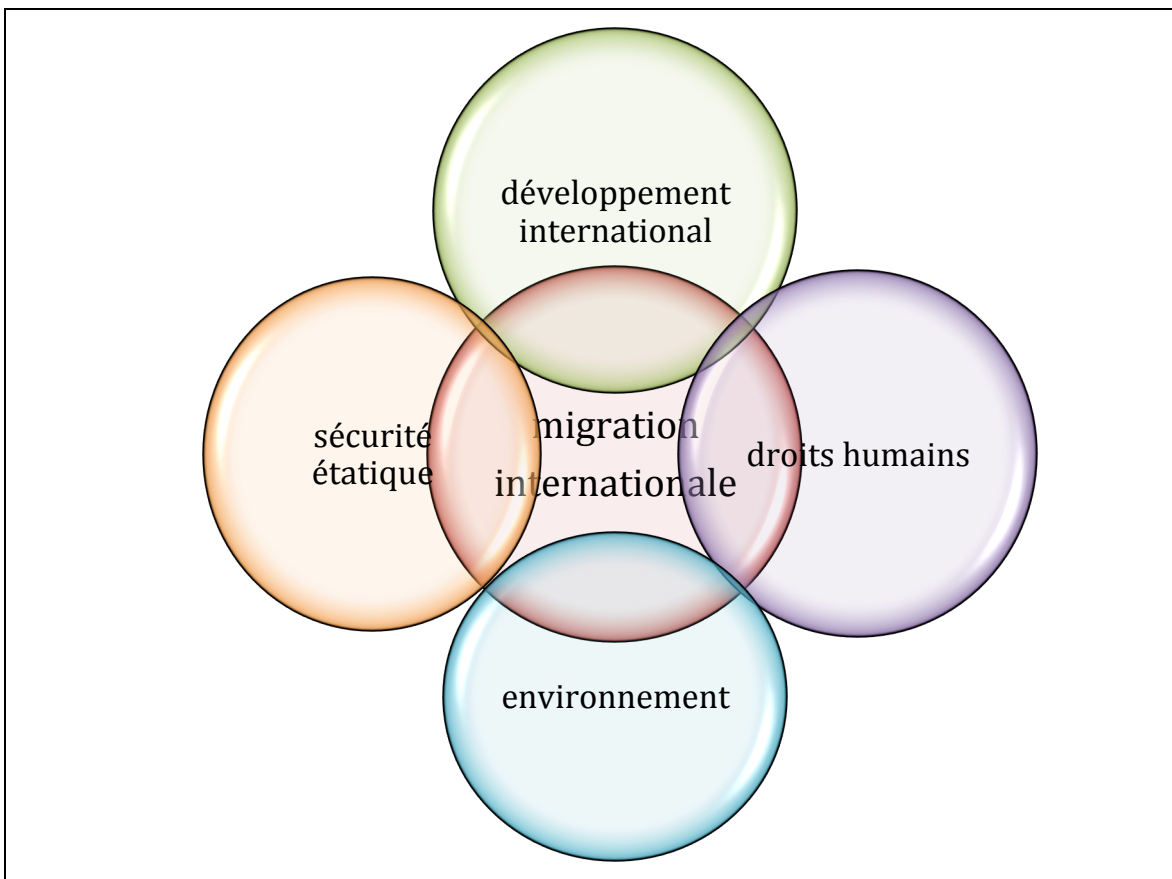 développement
international
sécurité
étatique
migration
internationale
droits humains
environnement